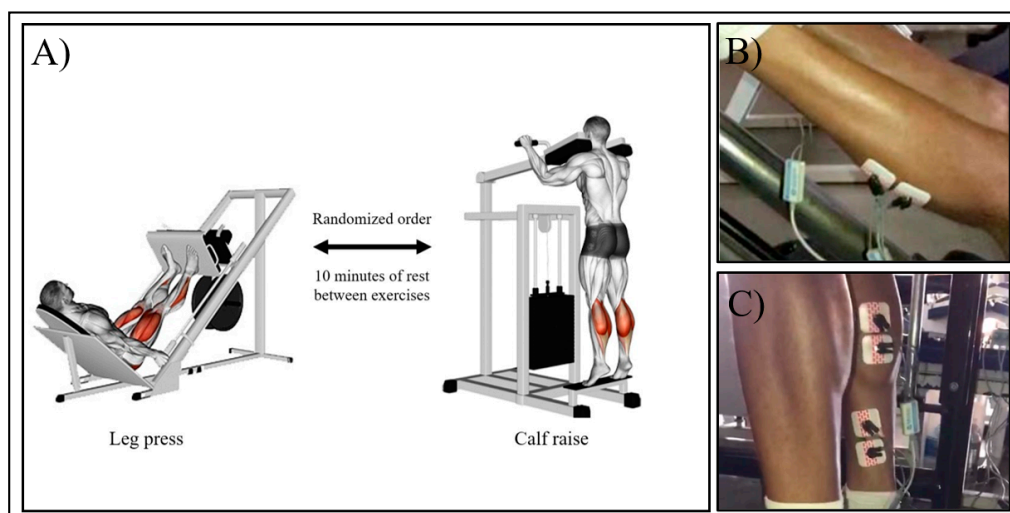 A)
Randomized order
10 minutes of rest
between exercises
Leg press
Calf raise
B)
C)